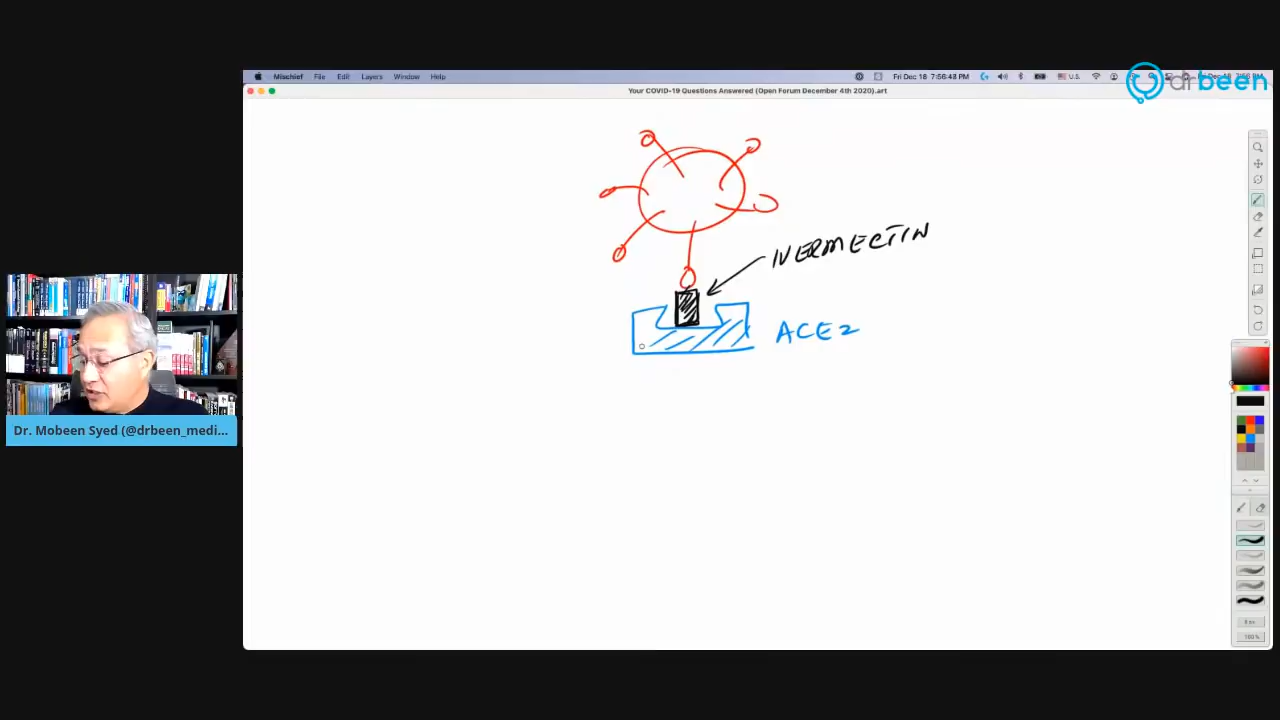 Mischief File Edit Layers Window Help
Fri Dec 18 7:56:48 PM
U.S.
drbeen
Your COVID-19 Questions Answered (Open Forum December 4th 2020).art
IVERMECTIN
ACE2
Dr. Mobeen Syed (@drbeen_medi...
100%